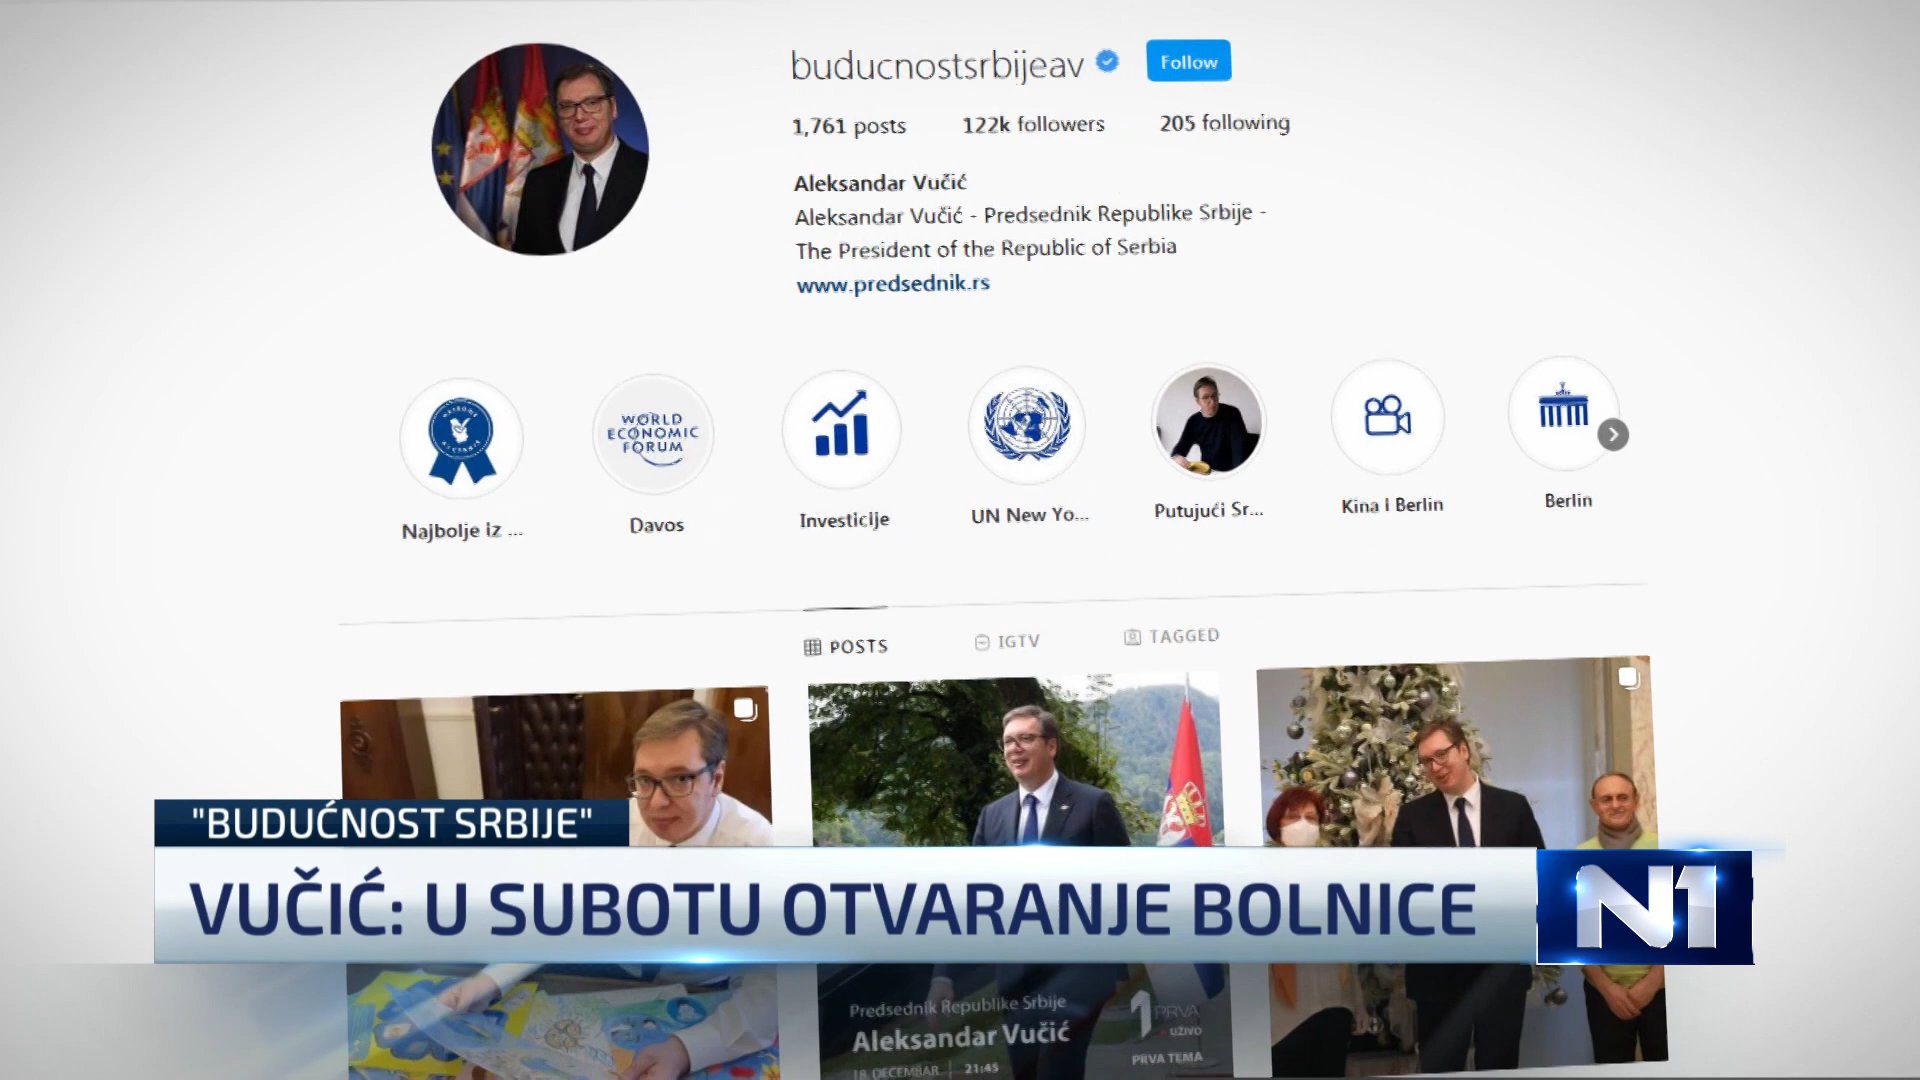 buducnostsrbijeav
Follow
1,761 posts 122k followers 205 following
Aleksandar Vučić
Aleksandar Vučić - Predsednik Republike Srbije -
The President of the Republic of Serbia
www.predsednik.rs
WORLD
ECONOMIC
FORUM
Najbolje iz ...
Davos
Investicije
UN New Yo...
Putujući Sr...
Kina i Berlin
Berlin
POSTS IGTV TAGGED
"BUDUĆNOST SRBIJE"
VUČIĆ: U SUBOTU OTVARANJE BOLNICE
N1
Predsednik Republike Srbije
Aleksandar Vučić
18. DECEMBAR | 21:45
1 PRVA
UŽIVO
PRVA TEMA